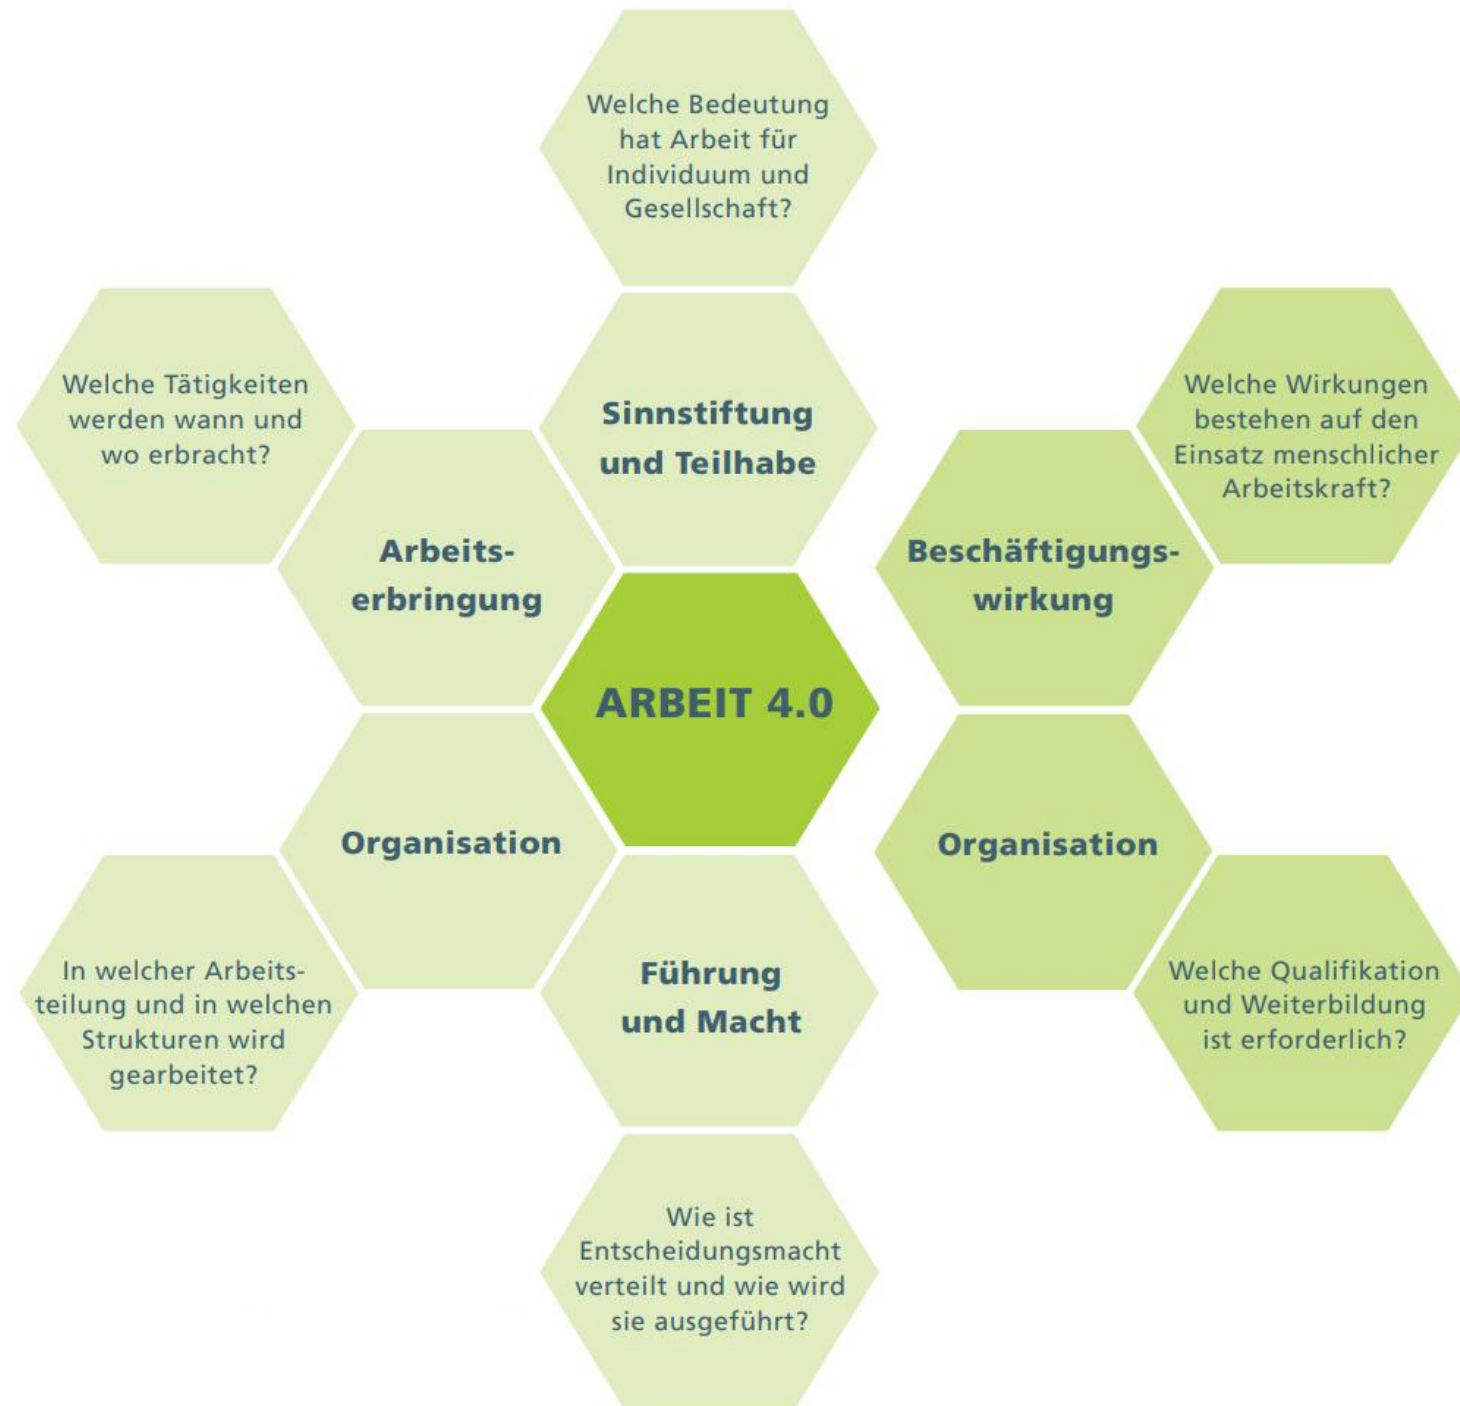 Welche Bedeutung
hat Arbeit für
Individuum und
Gesellschaft?
Sinnstiftung
und Teilhabe
Welche Tätigkeiten
werden wann und
wo erbracht?
Arbeits-
erbringung
Welche Wirkungen
bestehen auf den
Einsatz menschlicher
Arbeitskraft?
Beschäftigungs-
wirkung
ARBEIT 4.0
Organisation
In welcher Arbeits-
teilung und in welchen
Strukturen wird
gearbeitet?
Organisation
Welche Qualifikation
und Weiterbildung
ist erforderlich?
Führung
und Macht
Wie ist
Entscheidungsmacht
verteilt und wie wird
sie ausgeführt?